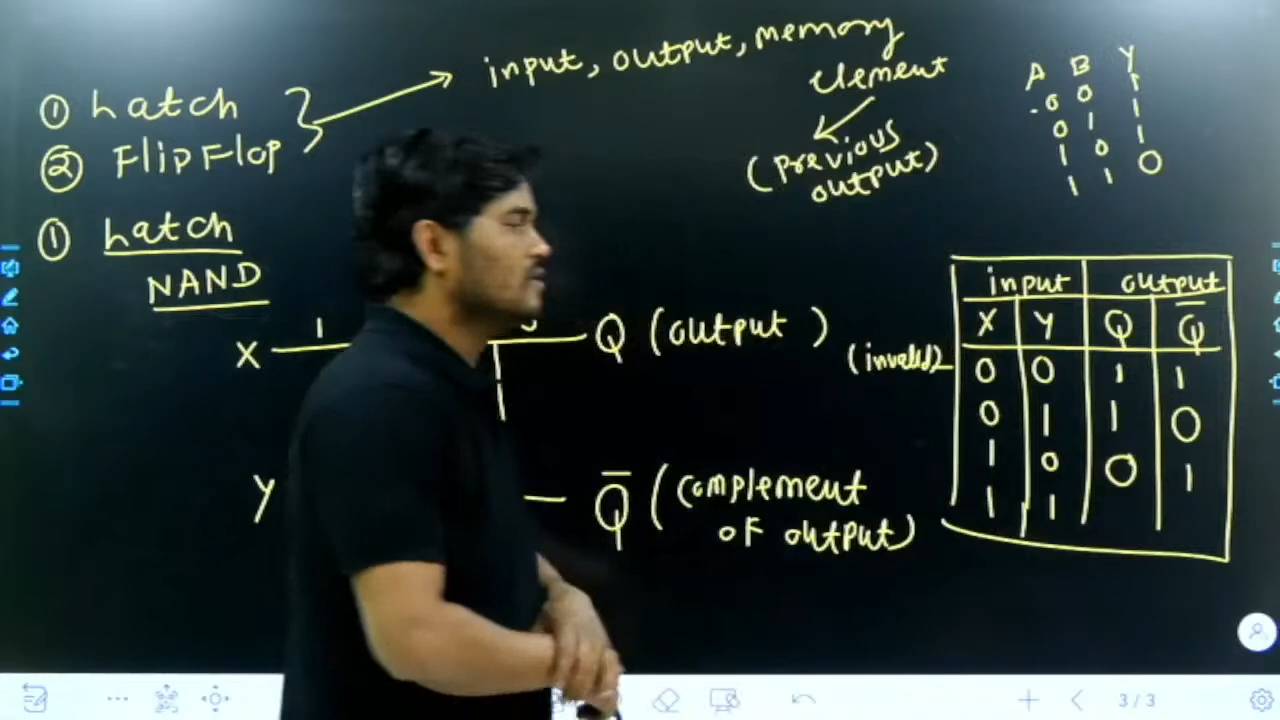 input, output, memory
element
(Previous
output)
① Latch
② FlipFlop
① Latch
NAND
A B Y
0 0 1
0 1 1
1 0 1
1 1 0
X 1
Q (output)
Y
Q̅ (complement
of output)
(invalid)
input output
X Y Q Q̅
0 0 1 1
0 1 1 0
1 0 0 1
1 1
3/3